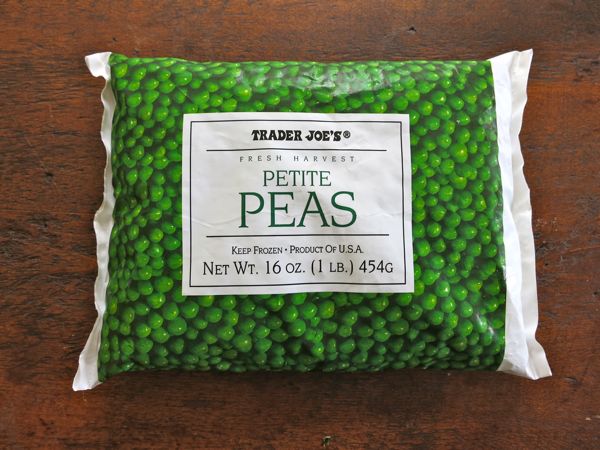 TRADER JOE'S®
FRESH HARVEST
PETITE
PEAS
KEEP FROZEN • PRODUCT OF U.S.A.
NET WT. 16 OZ. (1 LB.) 454G